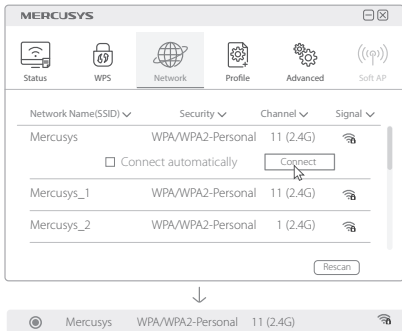 MERCUSYS
Status WPS Network Profile Advanced Soft AP
Network Name(SSID) Security Channel Signal
Mercusys WPA/WPA2-Personal 11 (2.4G)
Connect automatically Connect
Mercusys_1 WPA/WPA2-Personal 11 (2.4G)
Mercusys_2 WPA/WPA2-Personal 1 (2.4G)
Rescan
Mercusys WPA/WPA2-Personal 11 (2.4G)